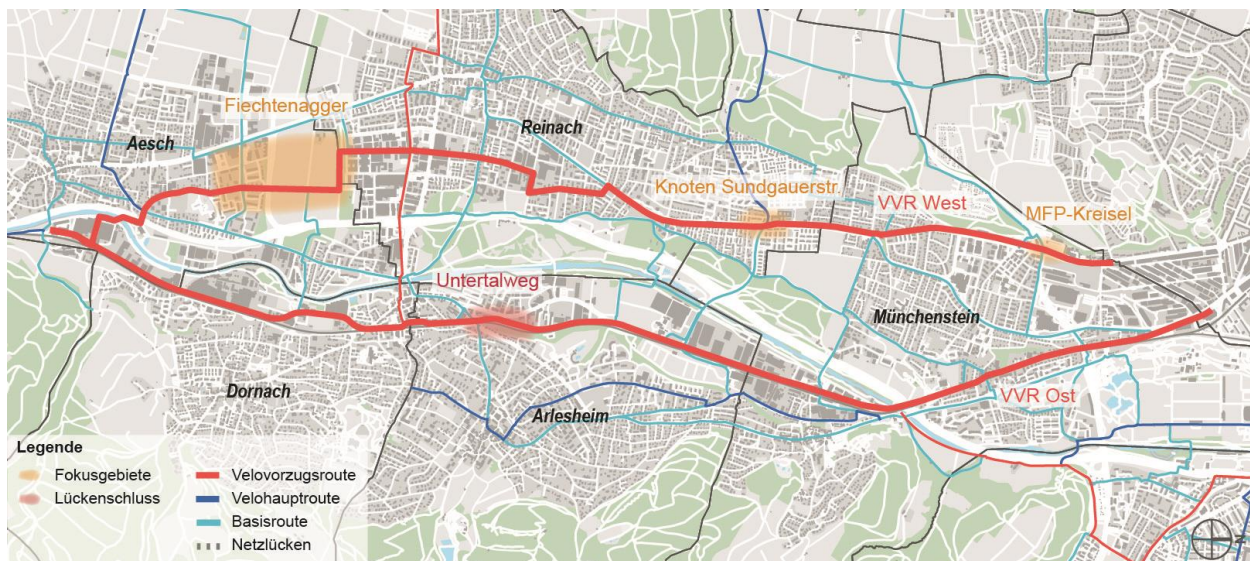 Fiechtenagger
Aesch
Reinach
Knoten Sundgauerstr.
VVR West
MFP-Kreisel
Untertalweg
Münchenstein
Dornach
Arlesheim
VVR Ost
Legende
Fokusgebiete
Lückenschluss
Velovorzugsroute
Velohauptroute
Basisroute
Netzlücken
N